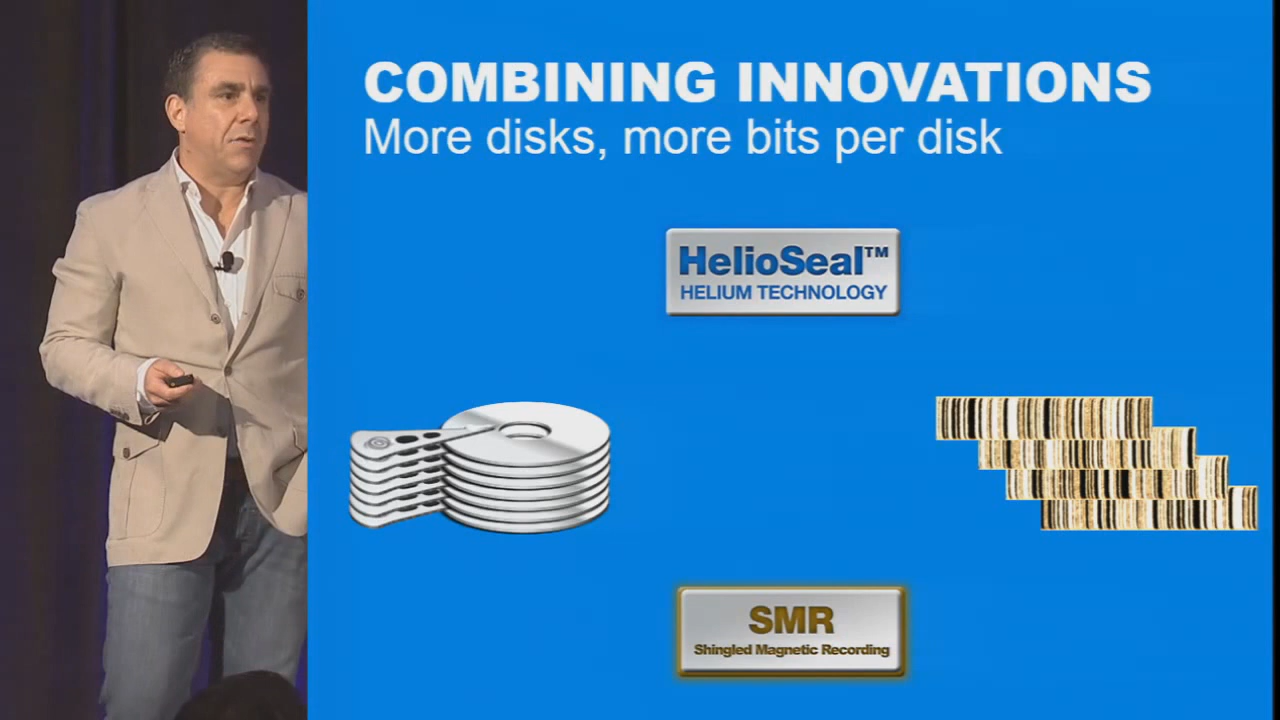 COMBINING INNOVATIONS
More disks, more bits per disk
HelioSeal™
HELIUM TECHNOLOGY
SMR
Shingled Magnetic Recording